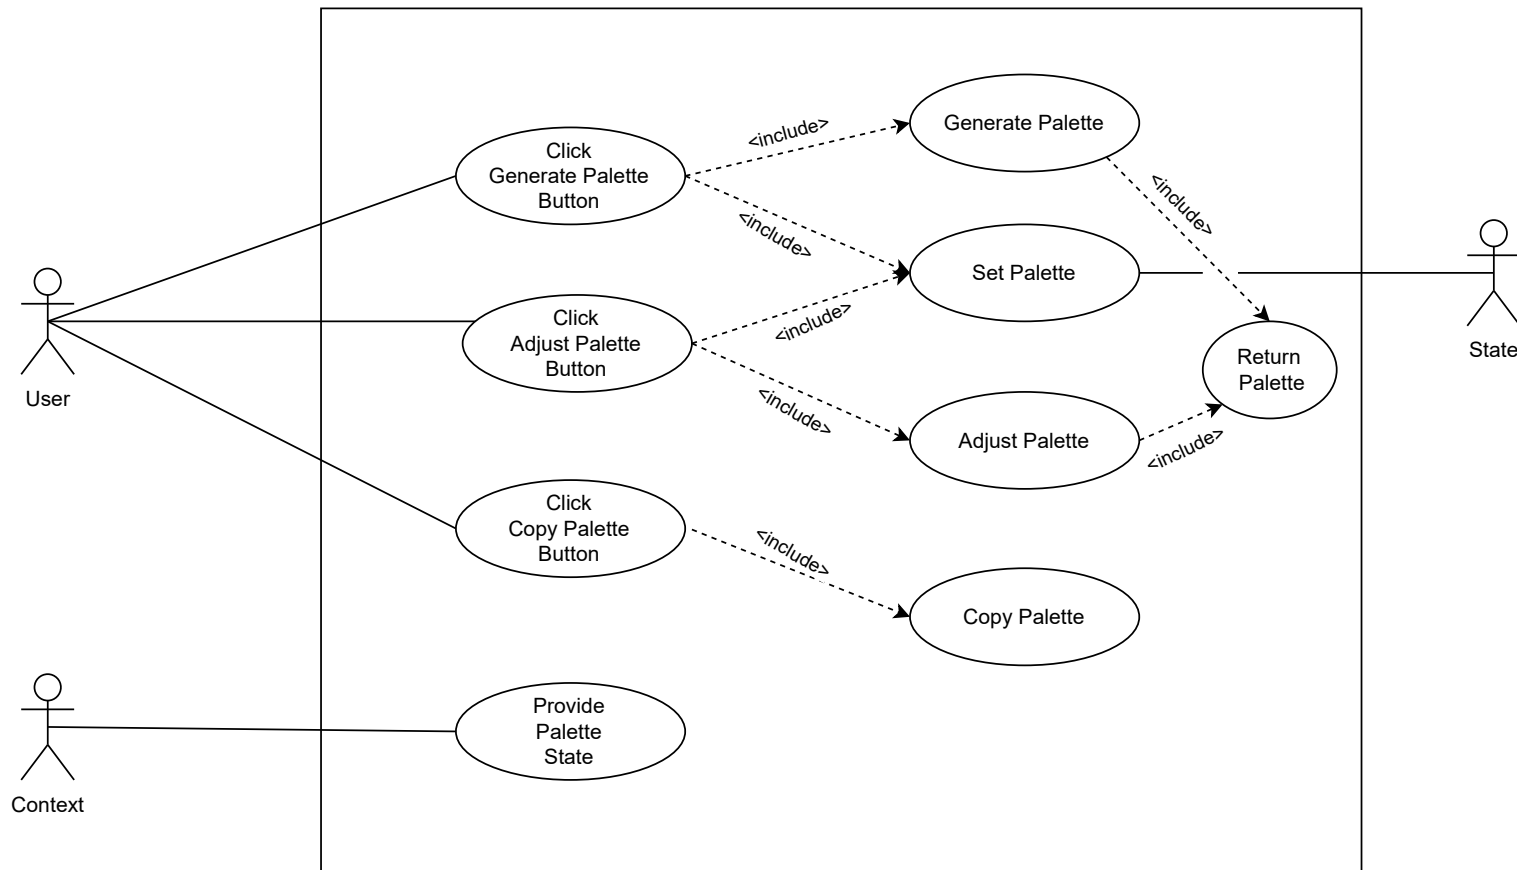 Generate Palette
<include>
Click
Generate Palette
Button
<include>
<include>
Set Palette
Click
Adjust Palette
Button
<include>
User
State
Return
Palette
<include>
Adjust Palette
<include>
Click
Copy Palette
Button
<include>
Copy Palette
Provide
Palette
State
Context